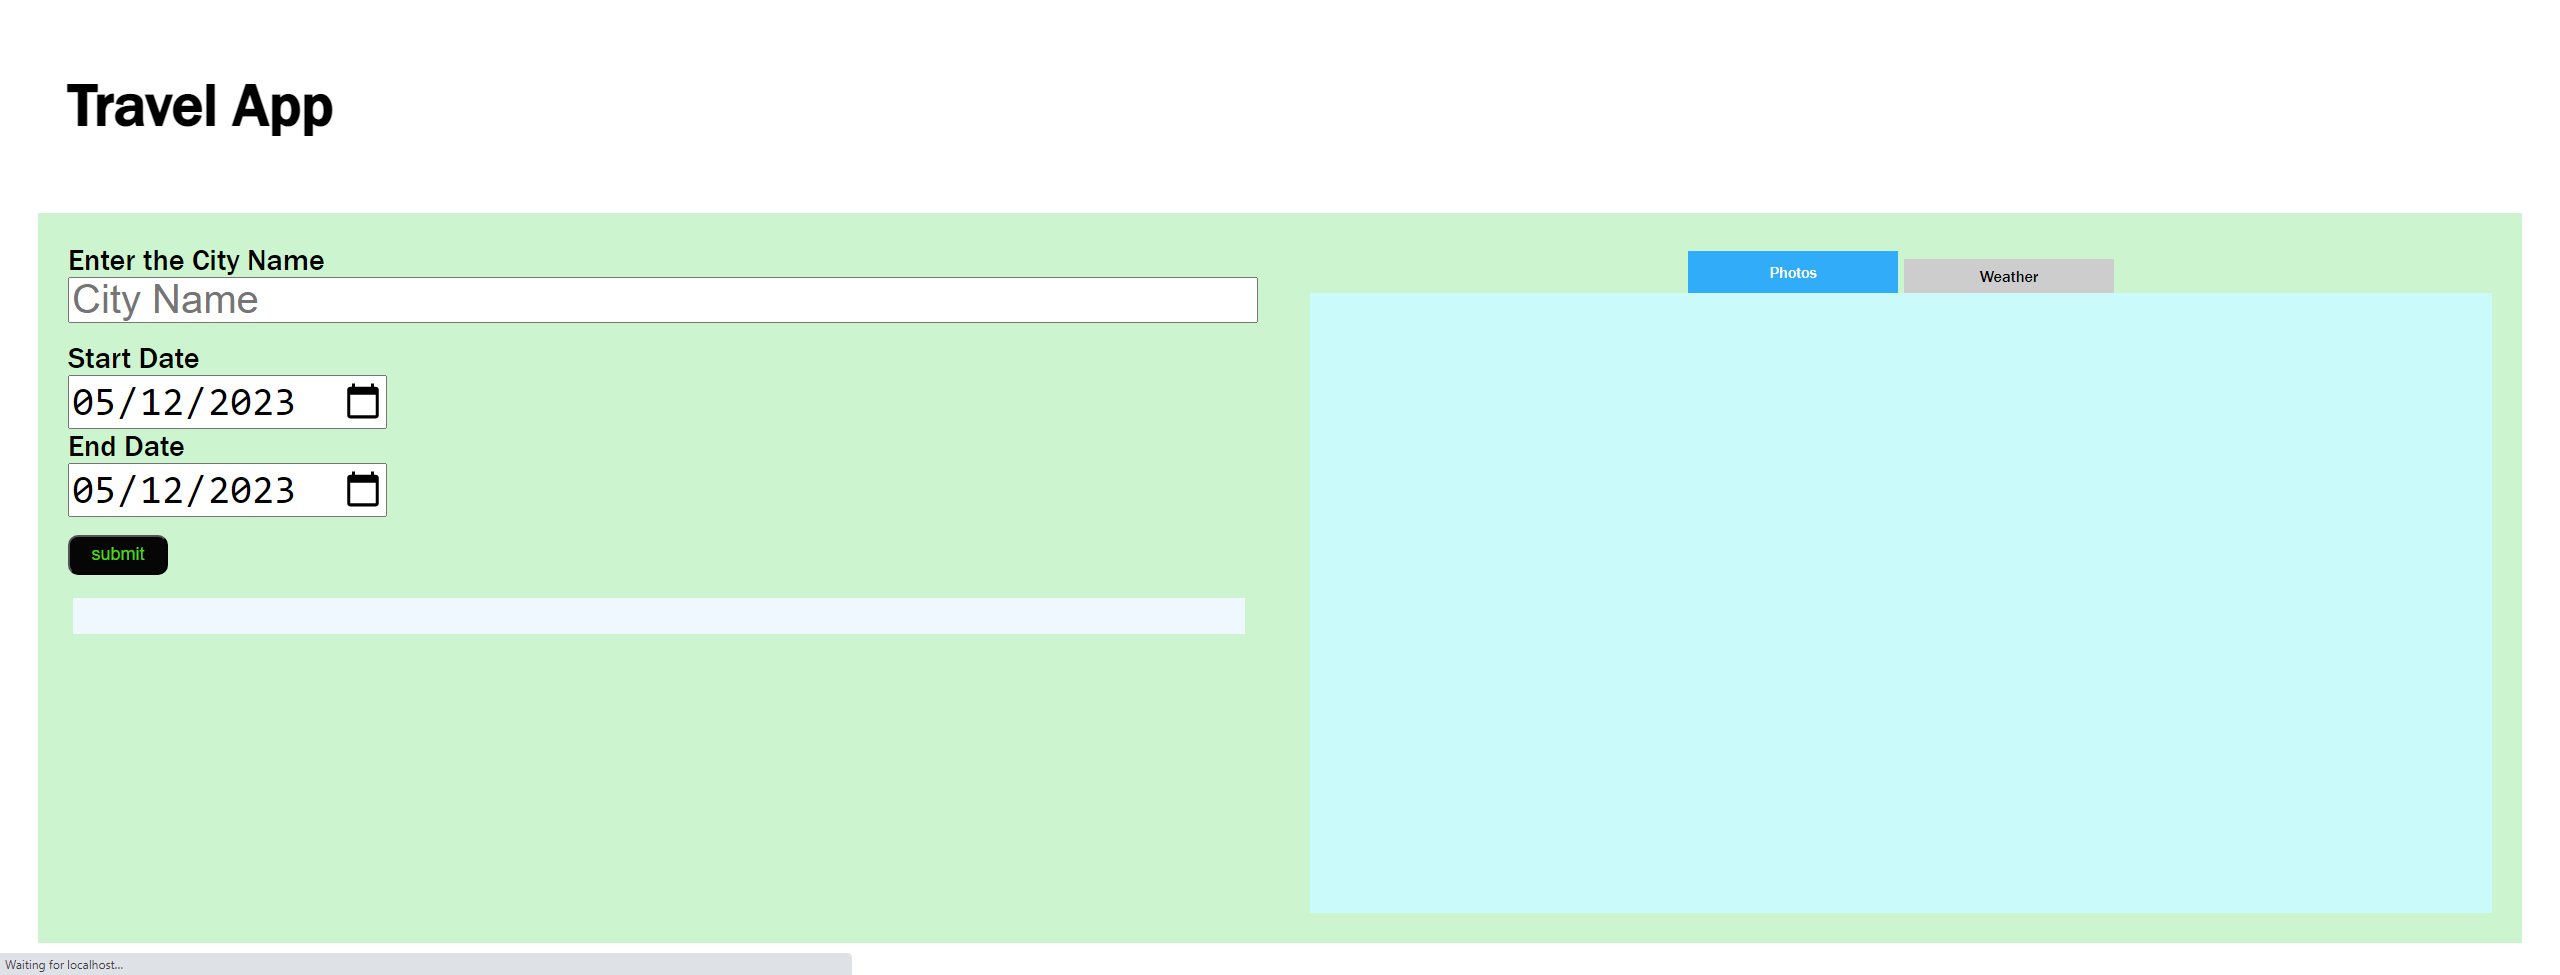 Travel App
Enter the City Name
City Name
Start Date
05/12/2023
End Date
05/12/2023
submit
Photos
Weather
Waiting for localhost...